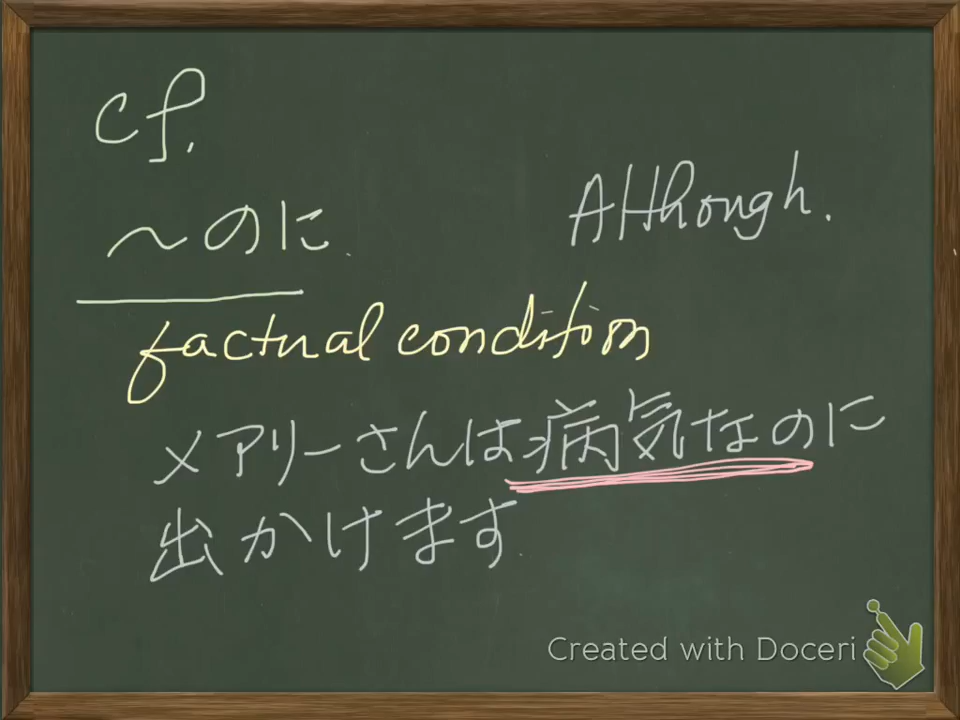 cf.
〜のに
Although.
factual condition
メアリーさんは病気なのに
出かけます
Created with Doceri